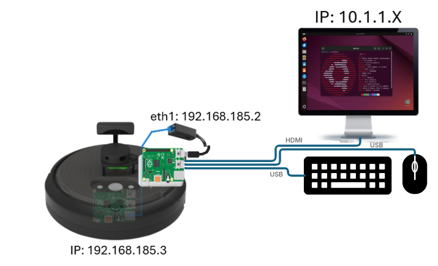 IP: 10.1.1.X
eth1: 192.168.185.2
HDMI
USB
USB
IP: 192.168.185.3